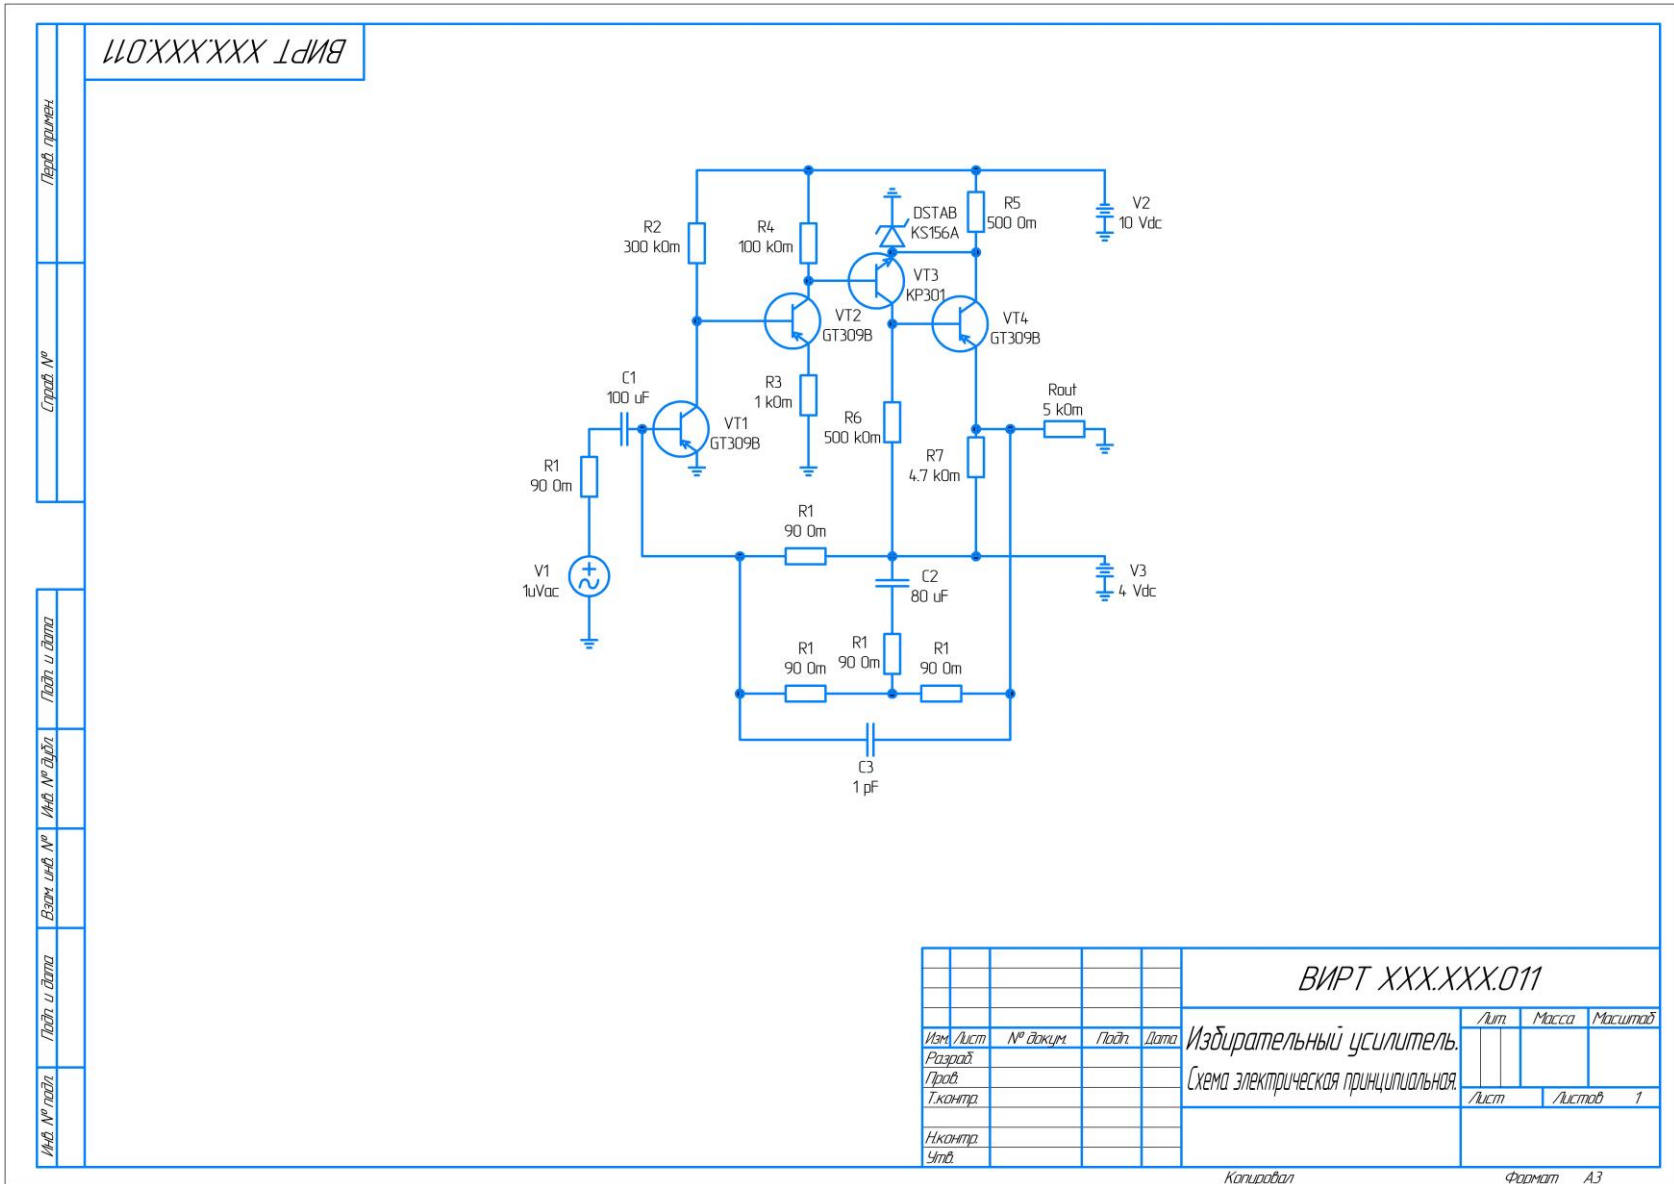 ВИРТ XXX.XXX.011
Перв. примен.
Справ. №
Подп. и дата
Инв. № дубл.
Взам. инв. №
Подп. и дата
Инв. № подл.
R2
300 kOm
R4
100 kOm
DSTAB
KS156A
R5
500 Om
V2
10 Vdc
VT3
KP301
VT2
GT309B
VT4
GT309B
C1
100 uF
R3
1 kOm
Rout
5 kOm
VT1
GT309B
R6
500 kOm
R1
90 Om
R7
4.7 kOm
R1
90 Om
V1
1uVac
C2
80 uF
V3
4 Vdc
R1
90 Om
R1
90 Om
R1
90 Om
C3
1 pF
ВИРТ XXX.XXX.011
Изм. Лист № докум. Подп. Дата
Разраб.
Пров.
Т.контр.
Н.контр.
Утв.
Избирательный усилитель.
Схема электрическая принципиальная.
Лит. Масса Масштаб
Лист Листов 1
Копировал Формат А3